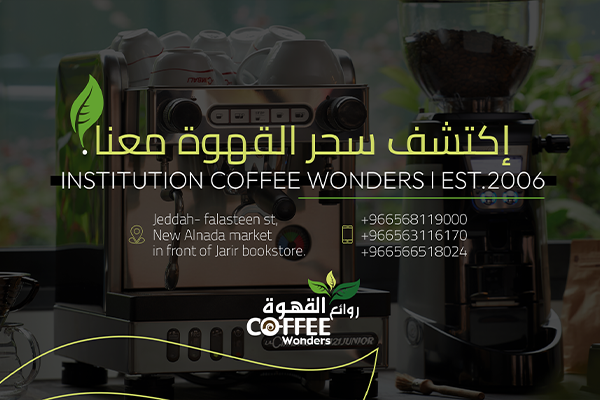 إكتشف سحر القهوة معنا.
INSTITUTION COFFEE WONDERS | EST.2006
Jeddah- falasteen st,
New Alnada market
in front of Jarir bookstore.
+966568119000
+966563116170
+966566518024
روائع القهوة
COFFEE
Wonders
JUNIOR